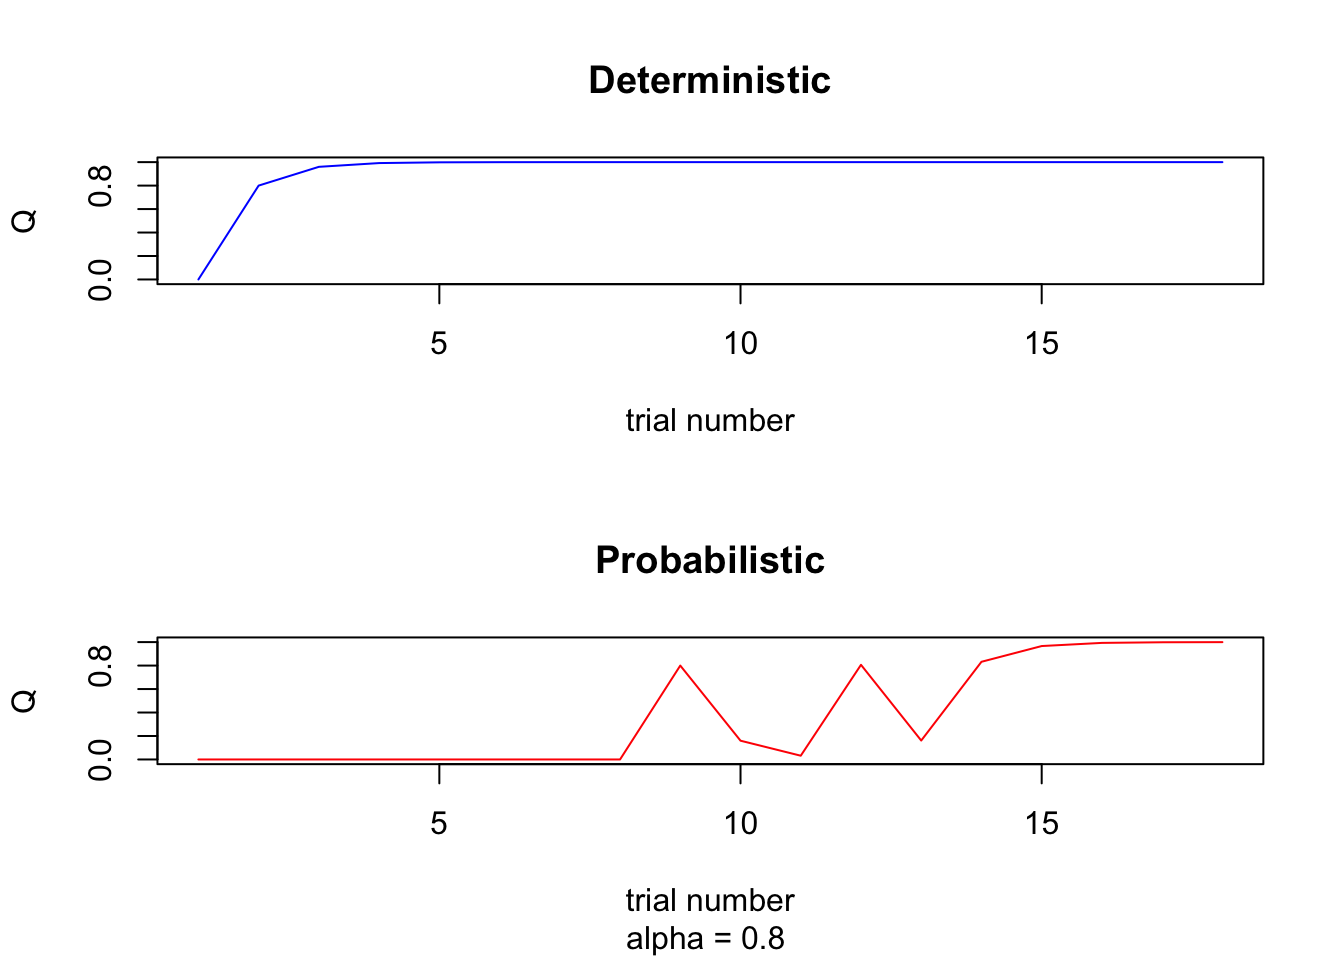 Deterministic
Q
0.8
0.0
5 10 15
trial number
Probabilistic
Q
0.8
0.0
5 10 15
trial number
alpha = 0.8